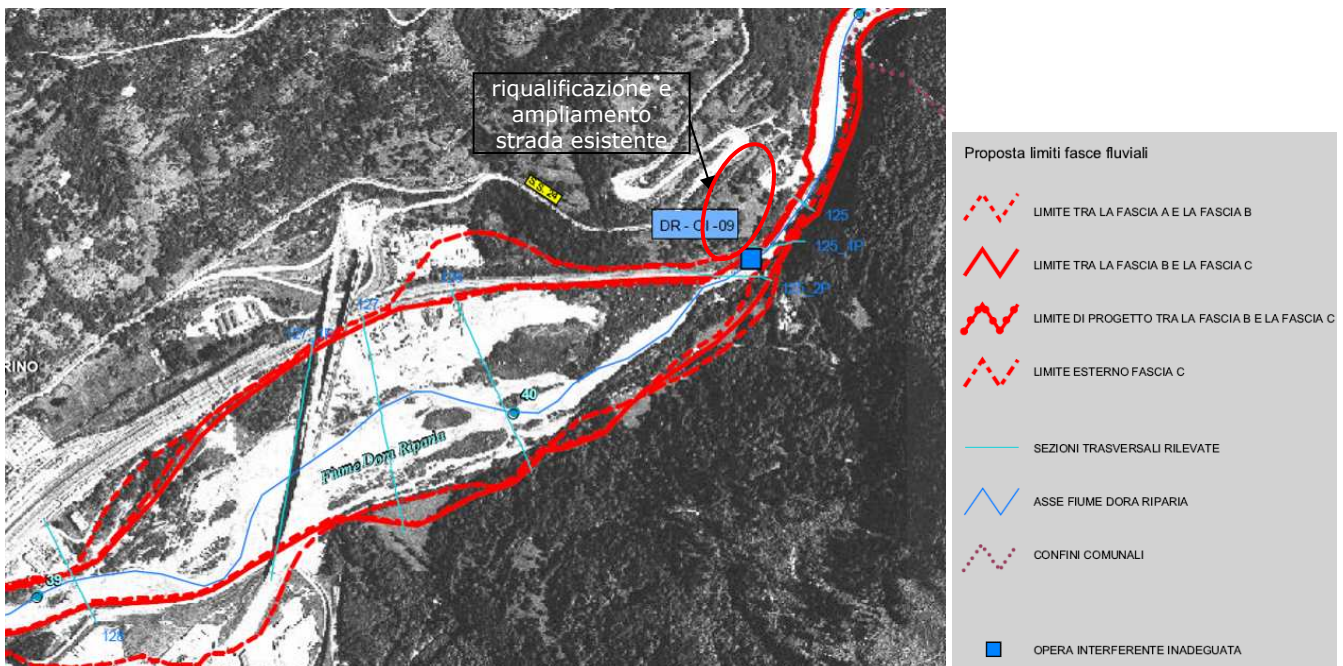 riqualificazione e
ampliamento
strada esistente
S.S. 24
DR - CI -09
125
125_1P
125_2P
126
127
127_1P
RINO
40
Fiume Dora Riparia
39
128
Proposta limiti fasce fluviali
LIMITE TRA LA FASCIA A E LA FASCIA B
LIMITE TRA LA FASCIA B E LA FASCIA C
LIMITE DI PROGETTO TRA LA FASCIA B E LA FASCIA C
LIMITE ESTERNO FASCIA C
SEZIONI TRASVERSALI RILEVATE
ASSE FIUME DORA RIPARIA
CONFINI COMUNALI
OPERA INTERFERENTE INADEGUATA